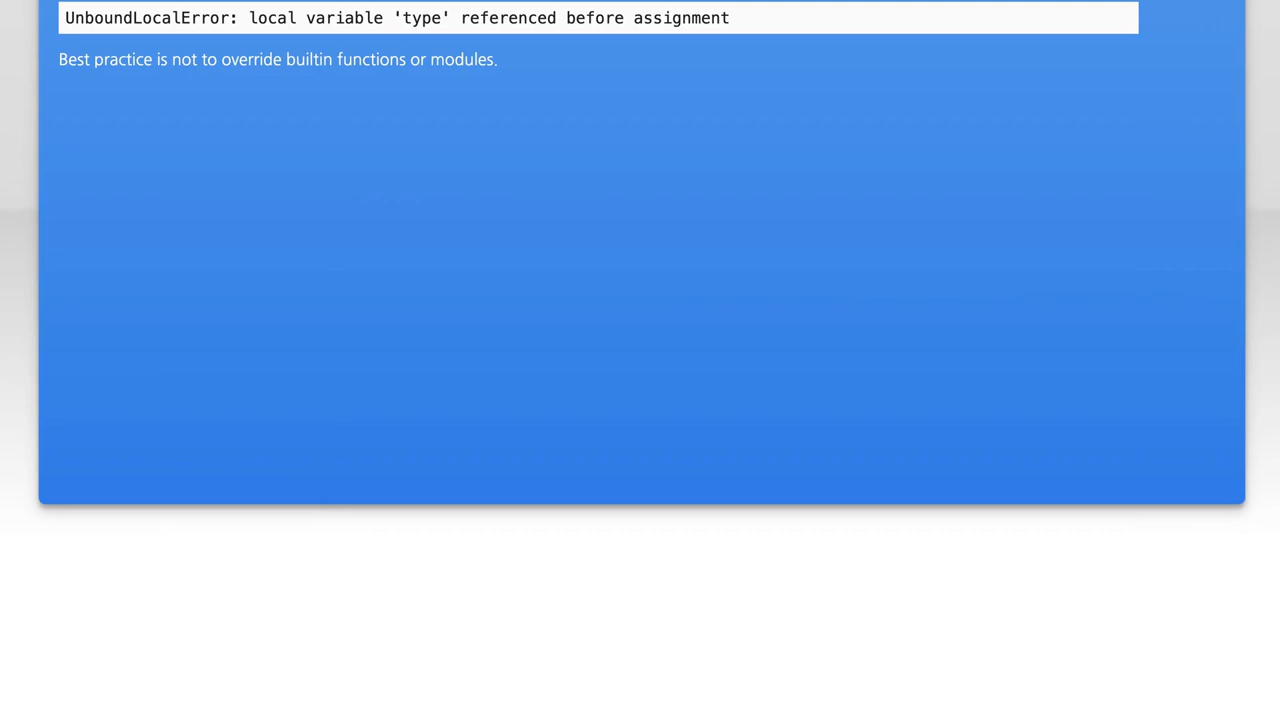 UnboundLocalError: local variable 'type' referenced before assignment
Best practice is not to override builtin functions or modules.